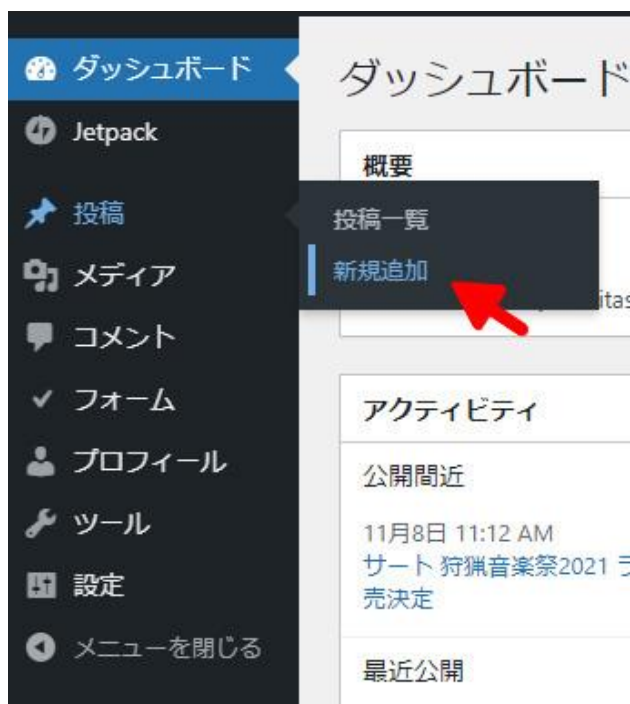 ダッシュボード
Jetpack
投稿
メディア
コメント
フォーム
プロフィール
ツール
設定
メニューを閉じる
ダッシュボード
概要
投稿一覧
新規追加
アクティビティ
公開間近
11月8日 11:12 AM
サート 狩猟音楽祭2021 ラ
売決定
最近公開